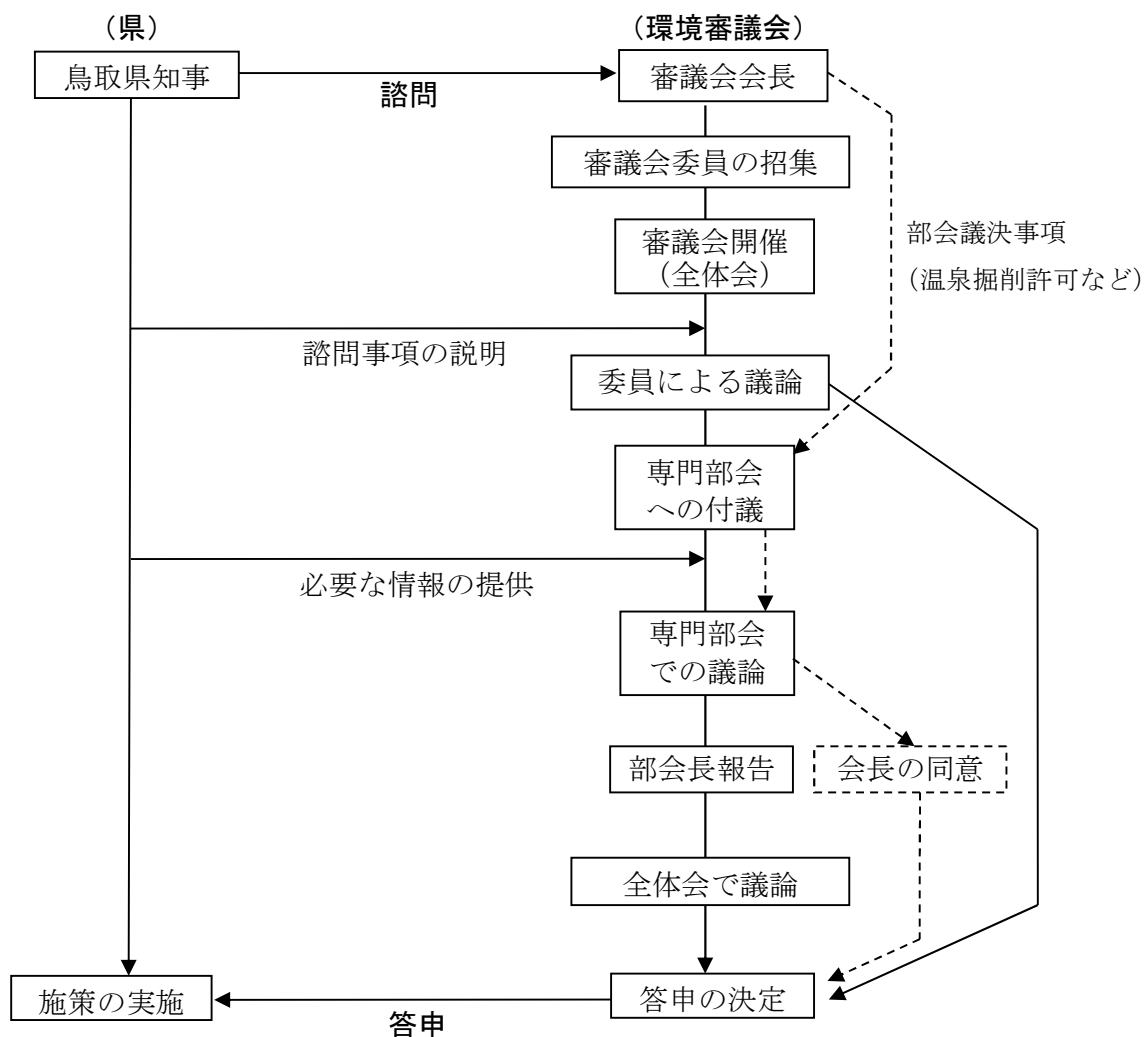 （県）
（環境審議会）
鳥取県知事
諮問
審議会会長
審議会委員の招集
審議会開催
（全体会）
部会議決事項
（温泉掘削許可など）
諮問事項の説明
委員による議論
専門部会
への付議
必要な情報の提供
専門部会
での議論
部会長報告
会長の同意
全体会で議論
施策の実施
答申
答申の決定